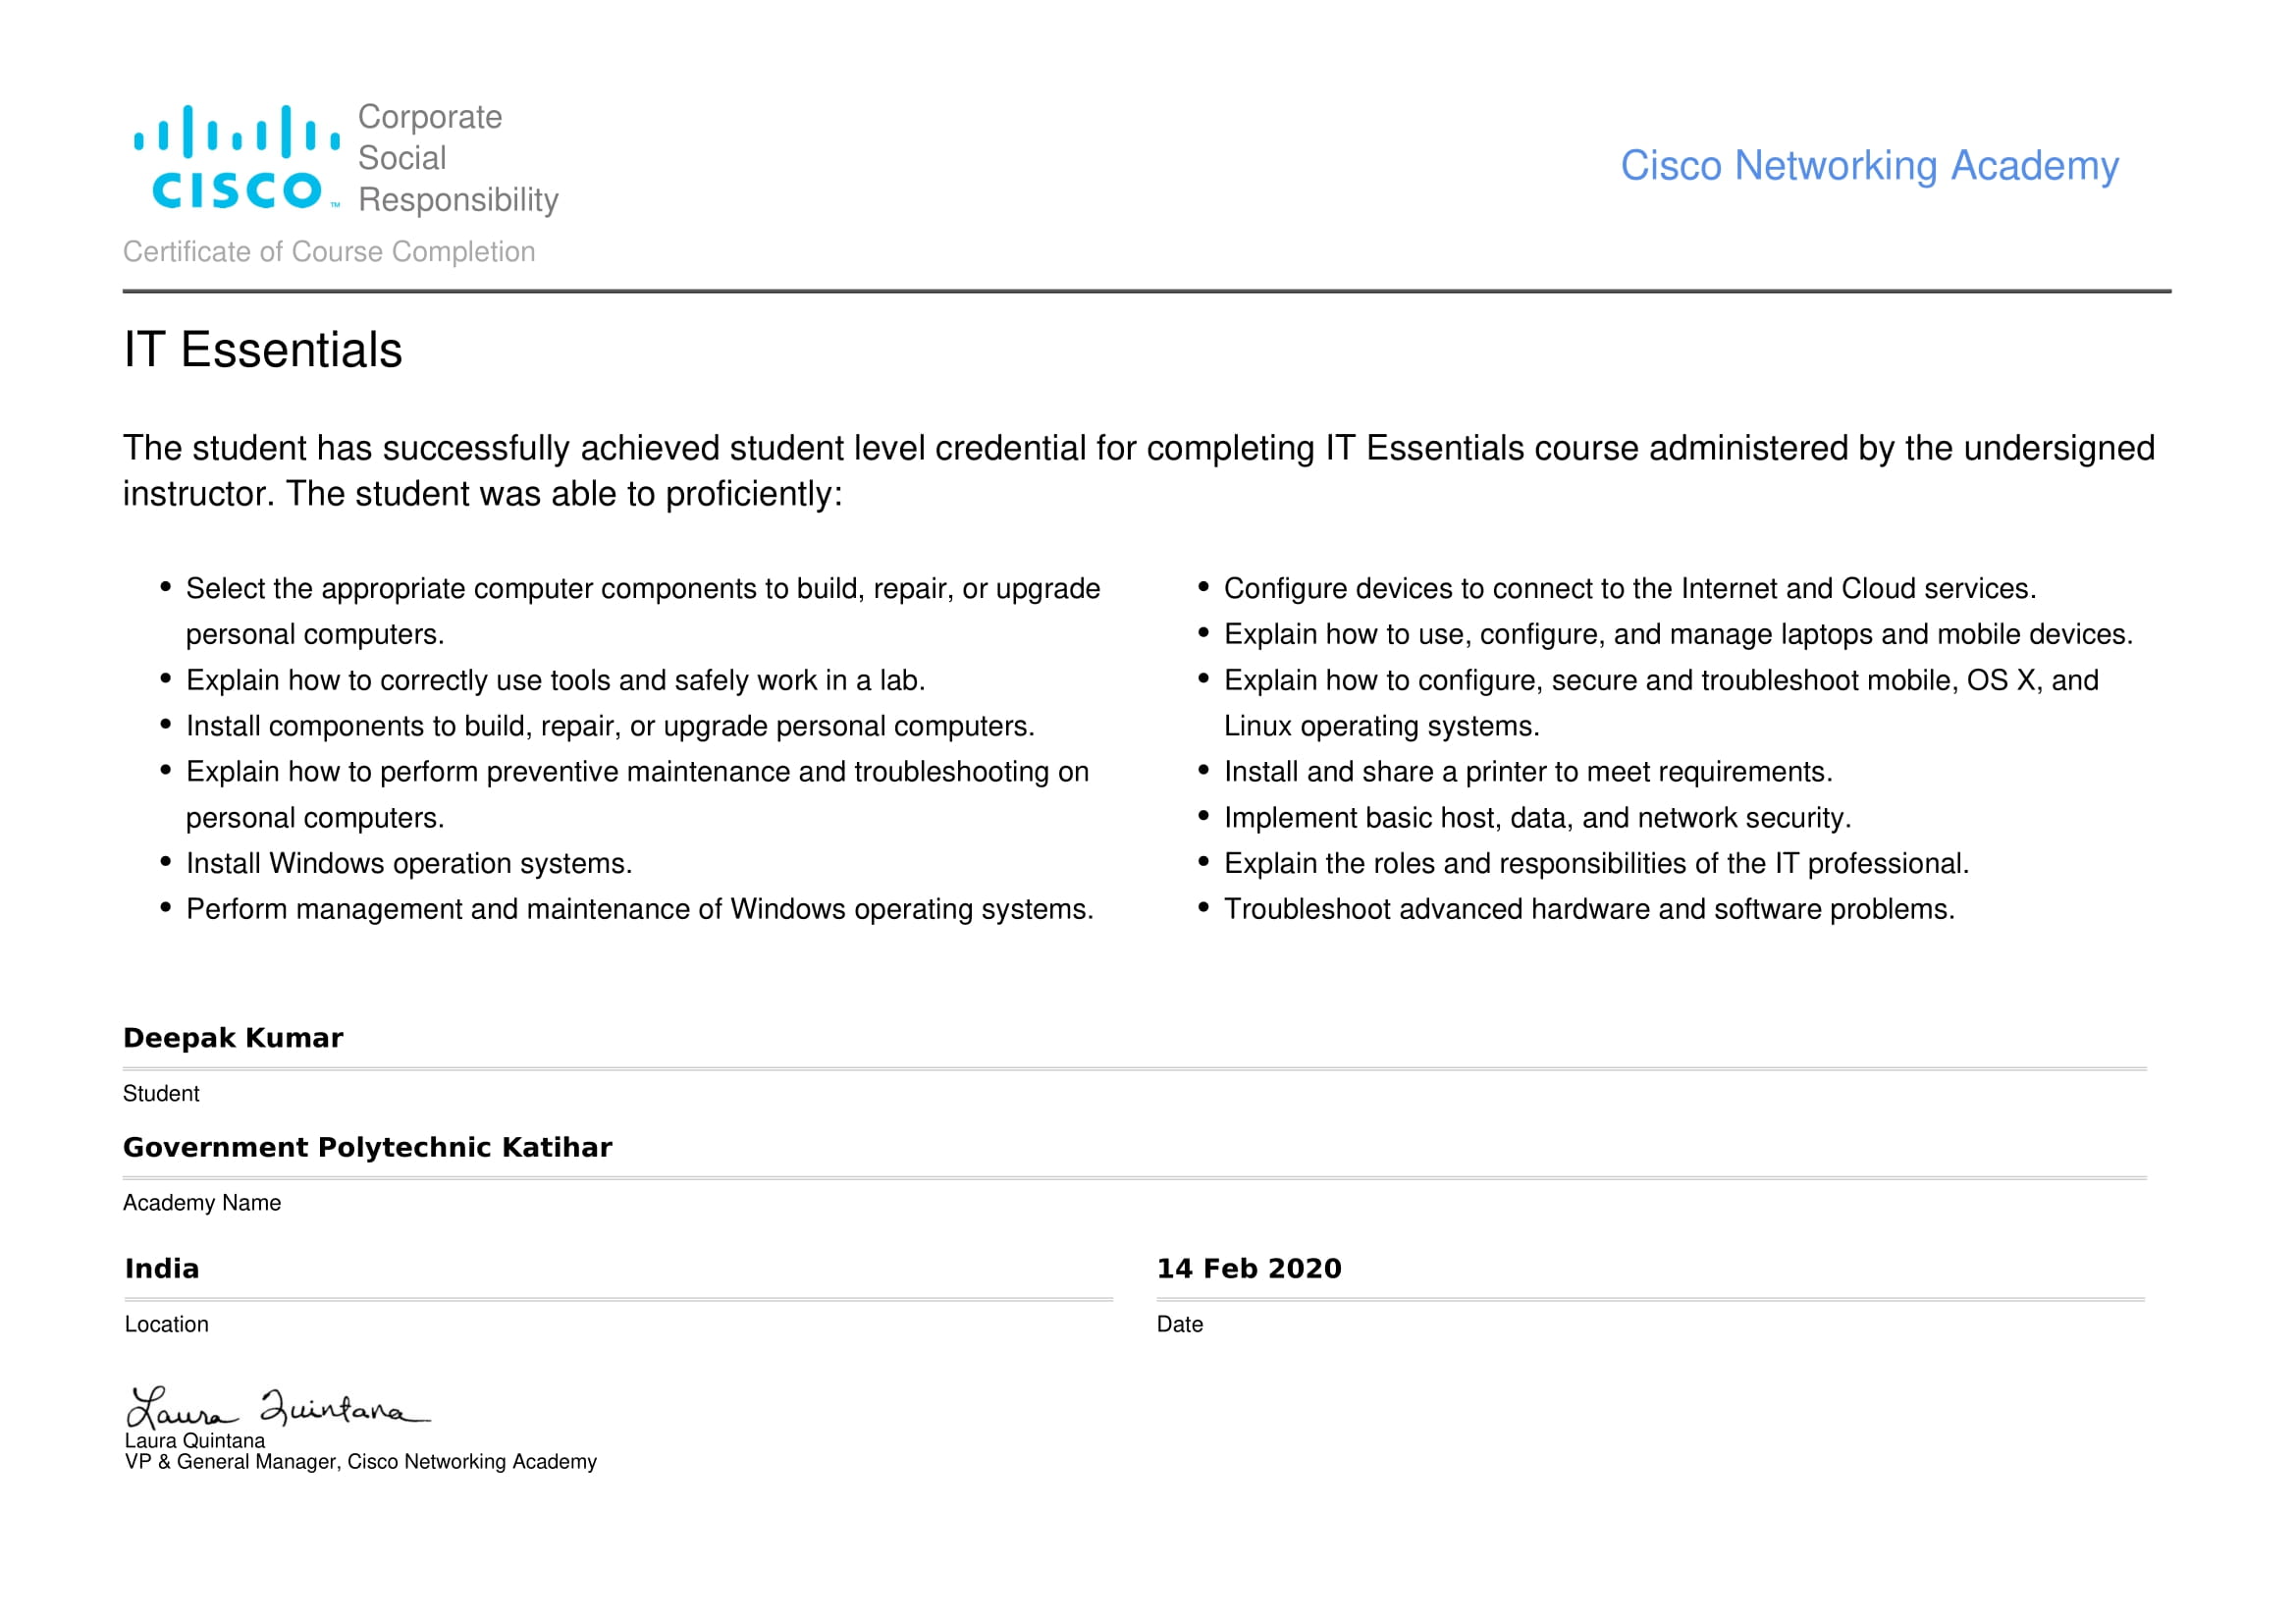 CISCO™
Corporate
Social
Responsibility
Cisco Networking Academy
Certificate of Course Completion
IT Essentials
The student has successfully achieved student level credential for completing IT Essentials course administered by the undersigned
instructor. The student was able to proficiently:
• Select the appropriate computer components to build, repair, or upgrade
personal computers.
• Explain how to correctly use tools and safely work in a lab.
• Install components to build, repair, or upgrade personal computers.
• Explain how to perform preventive maintenance and troubleshooting on
personal computers.
• Install Windows operation systems.
• Perform management and maintenance of Windows operating systems.
• Configure devices to connect to the Internet and Cloud services.
• Explain how to use, configure, and manage laptops and mobile devices.
• Explain how to configure, secure and troubleshoot mobile, OS X, and
Linux operating systems.
• Install and share a printer to meet requirements.
• Implement basic host, data, and network security.
• Explain the roles and responsibilities of the IT professional.
• Troubleshoot advanced hardware and software problems.
Deepak Kumar
Student
Government Polytechnic Katihar
Academy Name
India
Location
14 Feb 2020
Date
Laura Quintana
Laura Quintana
VP & General Manager, Cisco Networking Academy